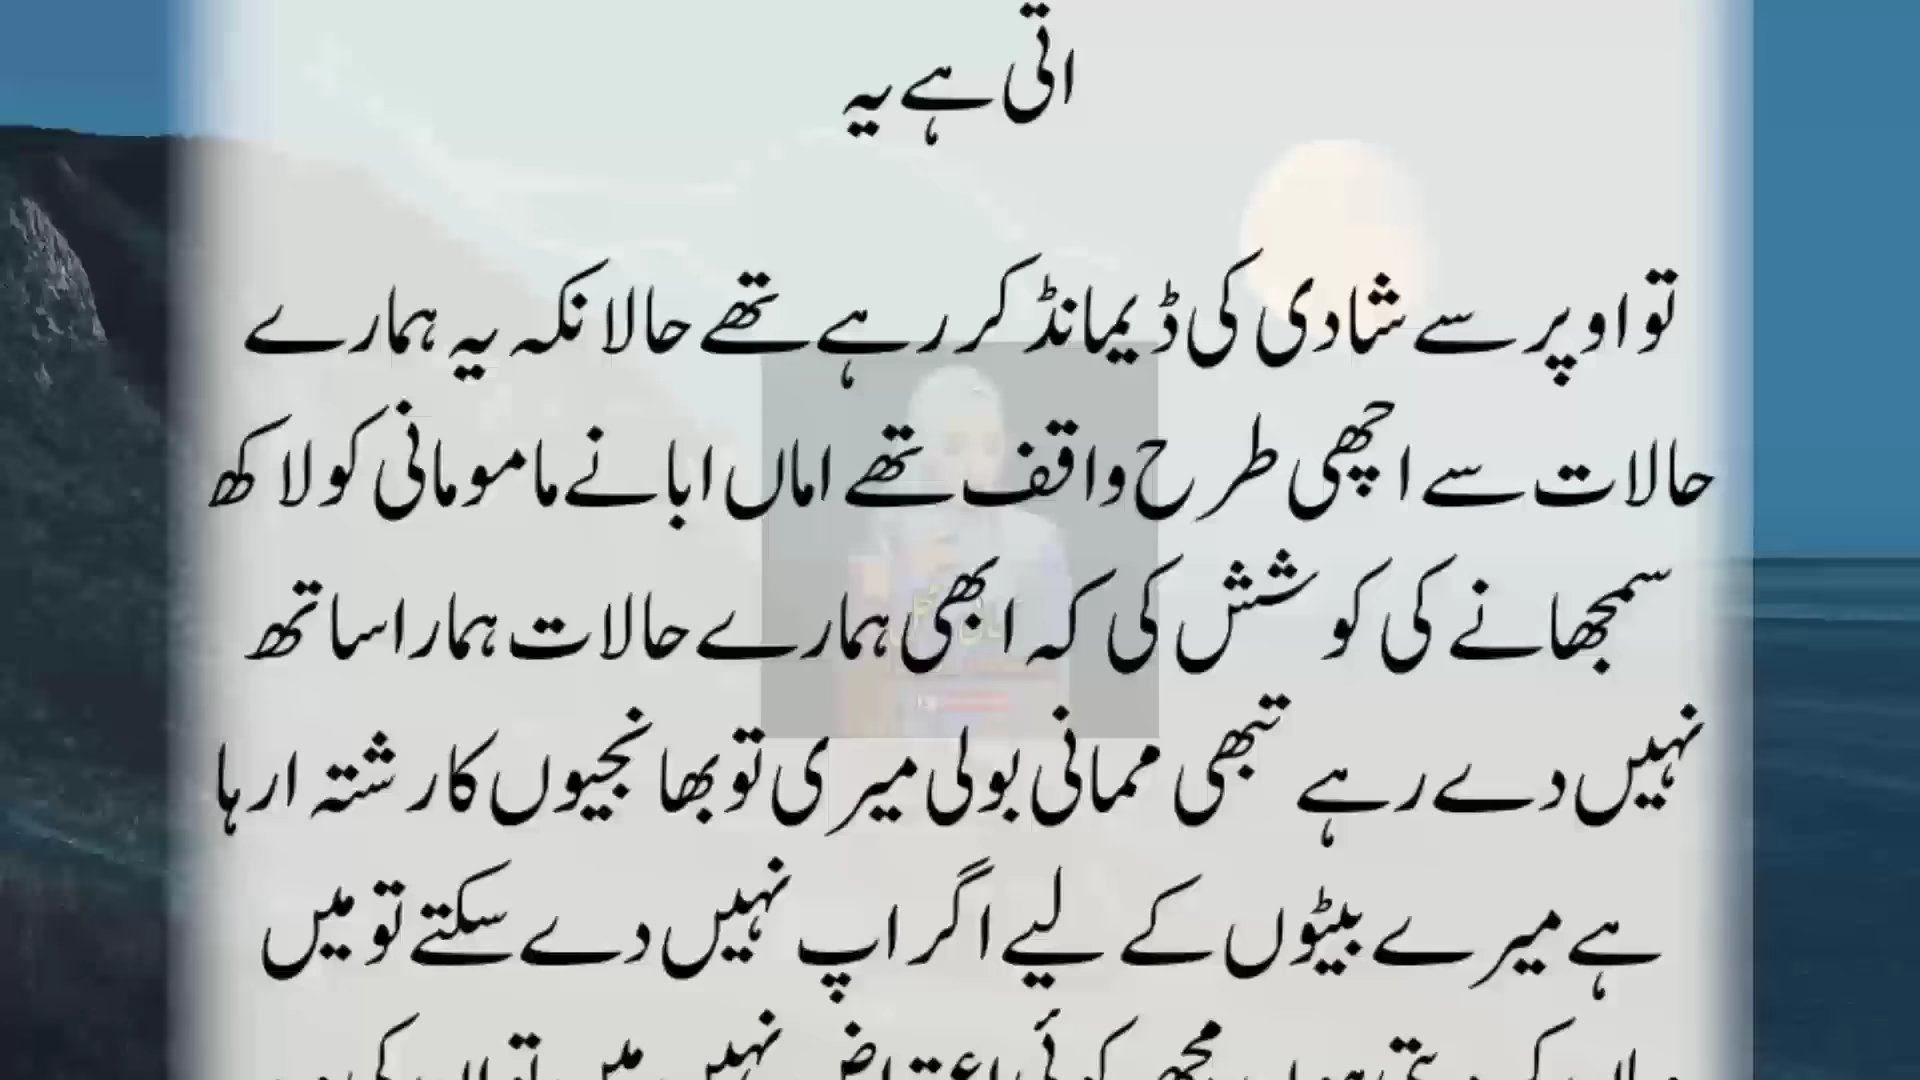 اتی ہے یہ
تو اوپر سے شادی کی ڈیمانڈ کر رہے تھے حالانکہ یہ ہمارے
حالات سے اچھی طرح واقف تھے اماں ابا نے مامو مانی کو لاکھ
سمجھانے کی کوشش کی کہ ابھی ہمارے حالات ہمارا ساتھ
نہیں دے رہے تبھی ممانی بولی میری تو بھانجیوں کا رشتہ ارہا
ہے میرے بیٹوں کے لیے اگر اپ نہیں دے سکتے تو میں